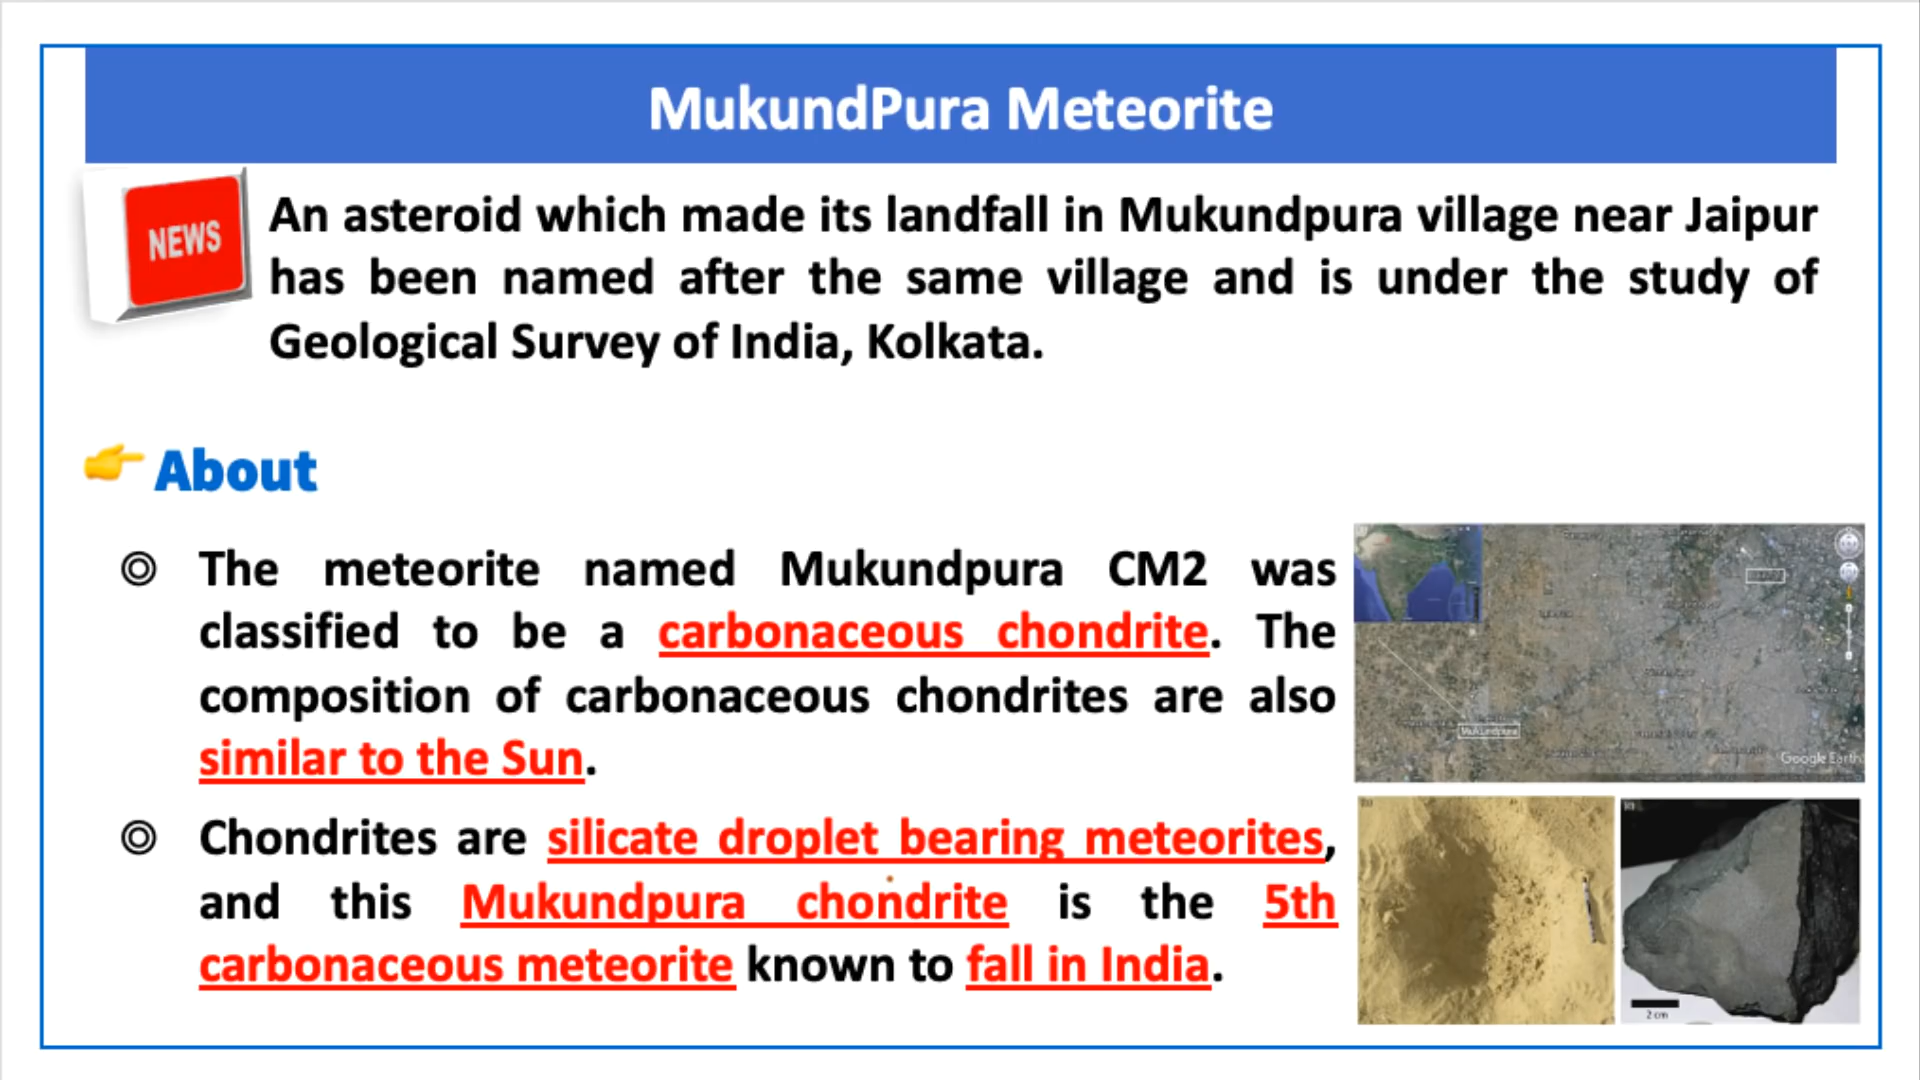 MukundPura Meteorite
NEWS
An asteroid which made its landfall in Mukundpura village near Jaipur
has been named after the same village and is under the study of
Geological Survey of India, Kolkata.
About
The meteorite named Mukundpura CM2 was
classified to be a carbonaceous chondrite. The
composition of carbonaceous chondrites are also
similar to the Sun.
Chondrites are silicate droplet bearing meteorites,
and this Mukundpura chondrite is the 5th
carbonaceous meteorite known to fall in India.
Mukundpura
Google Earth
2 cm